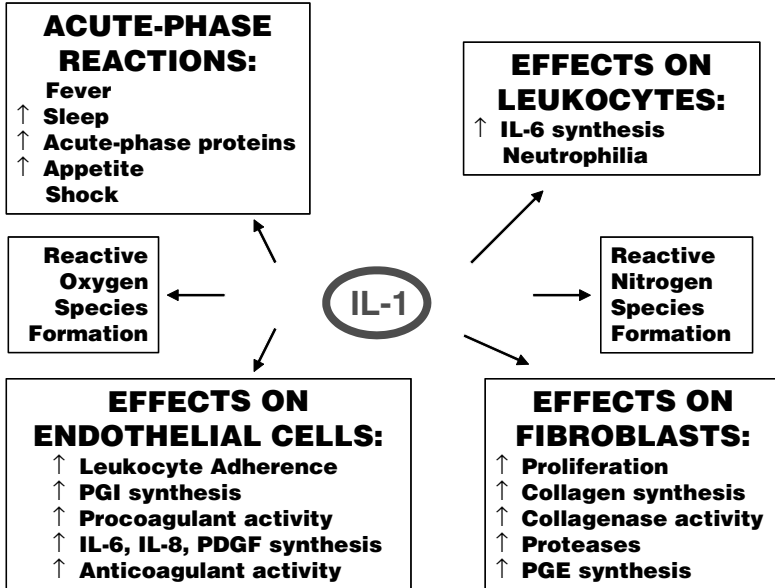 ACUTE-PHASE
REACTIONS:
Fever
↑ Sleep
↑ Acute-phase proteins
↑ Appetite
Shock
EFFECTS ON
LEUKOCYTES:
↑ IL-6 synthesis
Neutrophilia
Reactive
Oxygen
Species
Formation
IL-1
Reactive
Nitrogen
Species
Formation
EFFECTS ON
ENDOTHELIAL CELLS:
↑ Leukocyte Adherence
↑ PGI synthesis
↑ Procoagulant activity
↑ IL-6, IL-8, PDGF synthesis
↑ Anticoagulant activity
EFFECTS ON
FIBROBLASTS:
↑ Proliferation
↑ Collagen synthesis
↑ Collagenase activity
↑ Proteases
↑ PGE synthesis